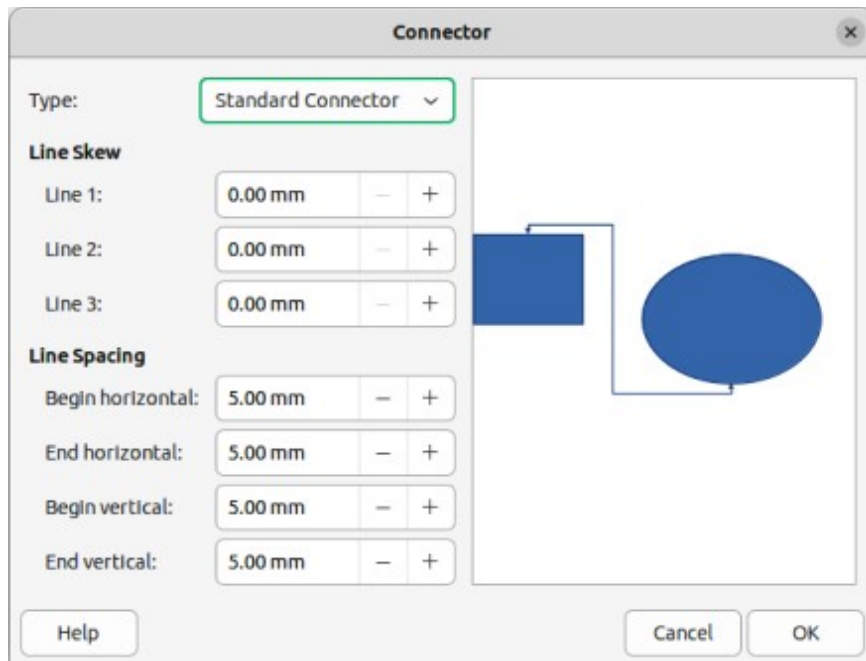 Connector
Type: Standard Connector
Line Skew
Line 1: 0.00 mm
Line 2: 0.00 mm
Line 3: 0.00 mm
Line Spacing
Begin horizontal: 5.00 mm
End horizontal: 5.00 mm
Begin vertical: 5.00 mm
End vertical: 5.00 mm
Help Cancel OK